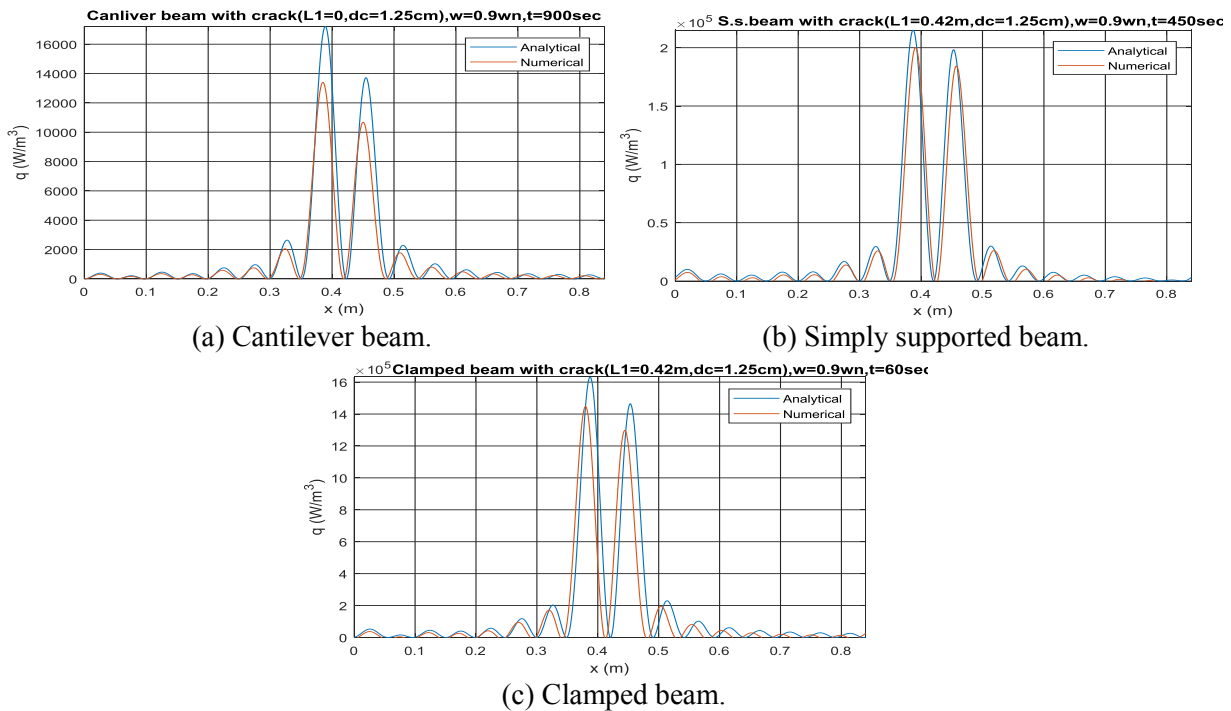 Canliver beam with crack(L1=0,dc=1.25cm),w=0.9wn,t=900sec
16000
14000
12000
10000
8000
6000
4000
2000
0
q (W/m³)
Analytical
Numerical
0 0.1 0.2 0.3 0.4 0.5 0.6 0.7 0.8
x (m)
(a) Cantilever beam.
× 10⁵ S.s.beam with crack(L1=0.42m,dc=1.25cm),w=0.9wn,t=450sec
2
1.5
1
0.5
0
q (W/m³)
Analytical
Numerical
0 0.1 0.2 0.3 0.4 0.5 0.6 0.7 0.8
x (m)
(b) Simply supported beam.
× 10⁵ Clamped beam with crack(L1=0.42m,dc=1.25cm),w=0.9wn,t=60sec
16
14
12
10
8
6
4
2
0
q (W/m³)
Analytical
Numerical
0 0.1 0.2 0.3 0.4 0.5 0.6 0.7 0.8
x (m)
(c) Clamped beam.